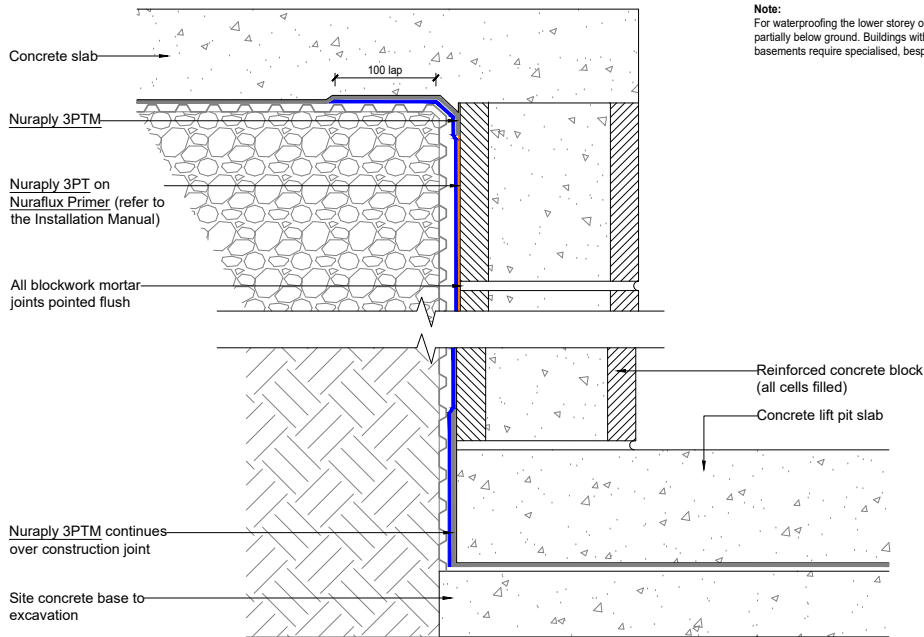 Note:
For waterproofing the lower storey o
partially below ground. Buildings with
basements require specialised, besp
Concrete slab
100 lap
Nuraply 3PTM
Nuraply 3PT on
Nuraflux Primer (refer to
the Installation Manual)
All blockwork mortar
joints pointed flush
Reinforced concrete block
(all cells filled)
Concrete lift pit slab
Nuraply 3PTM continues
over construction joint
Site concrete base to
excavation